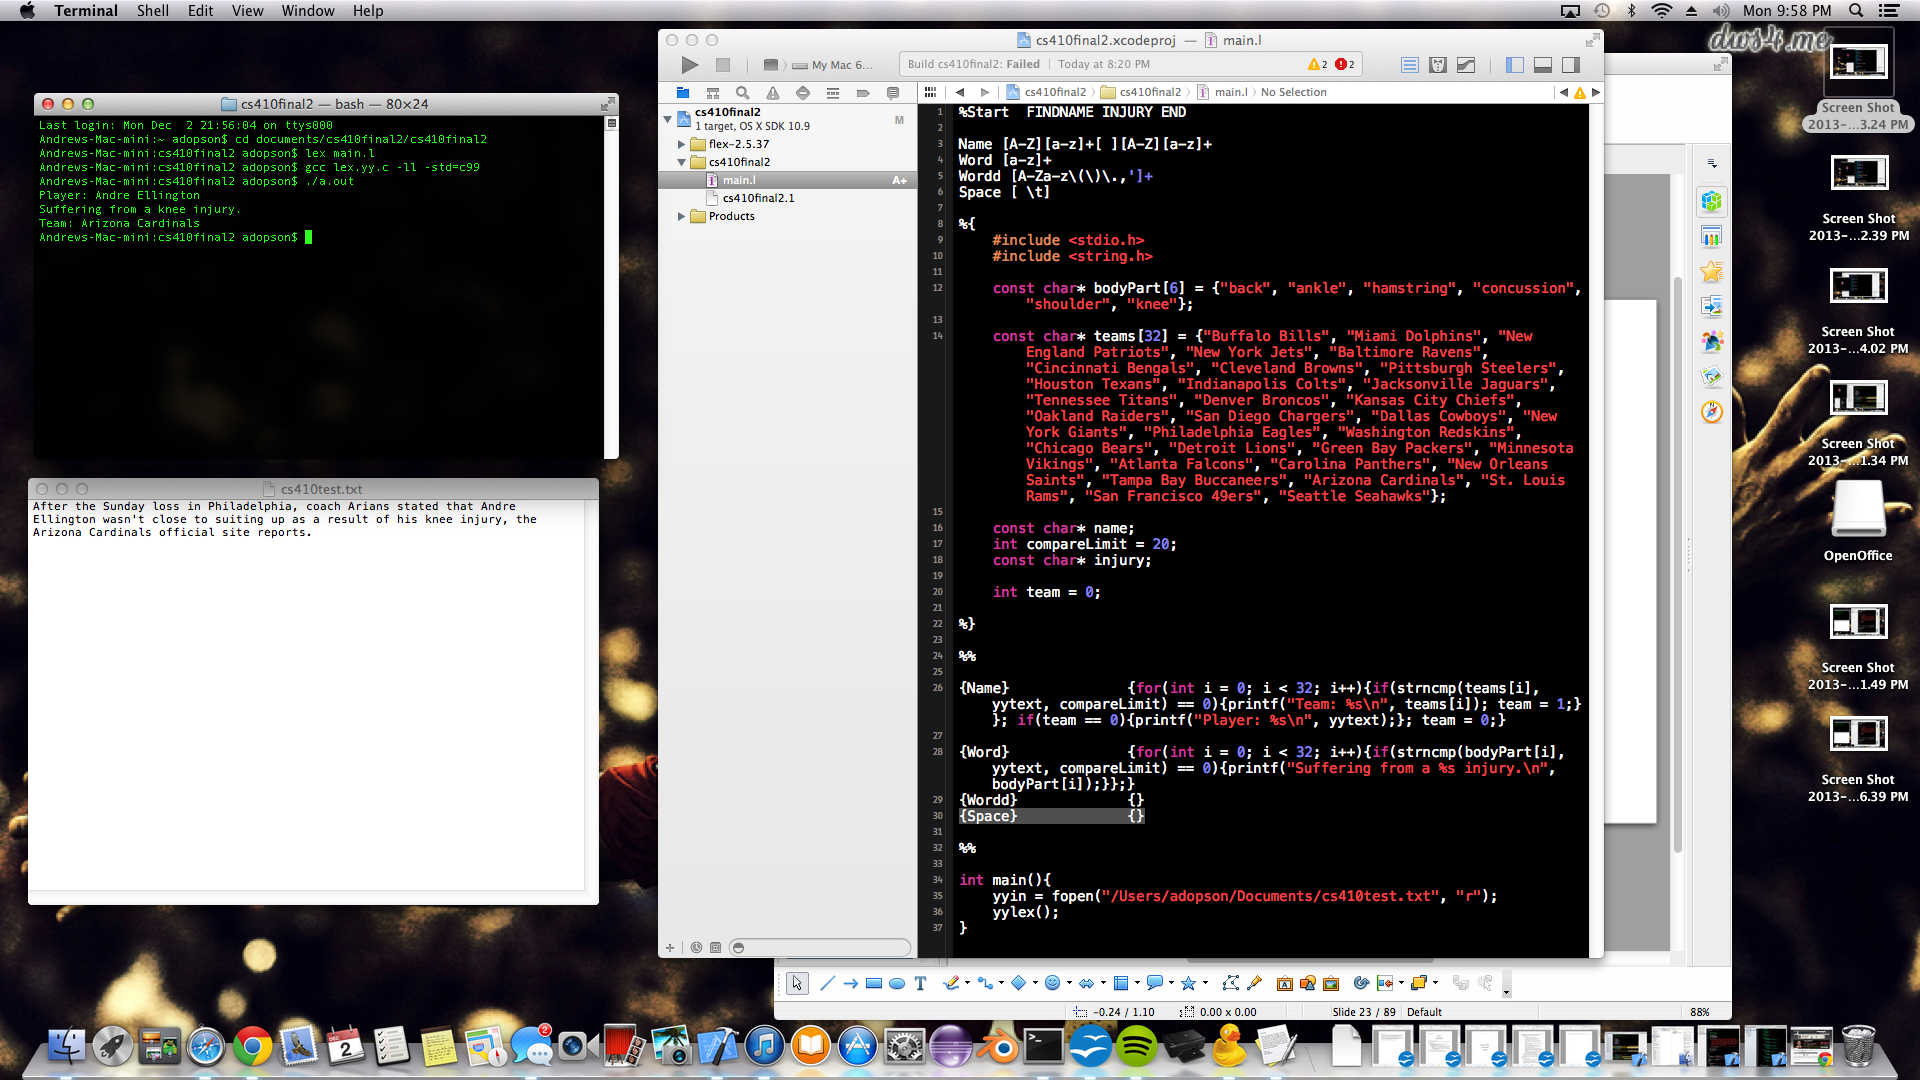 Terminal Shell Edit View Window Help
Mon 9:58 PM
dws4.me
cs410final2 — bash — 80×24
Last login: Mon Dec  2 21:56:04 on ttys000
Andrews-Mac-mini:~ adopson$ cd documents/cs410final2/cs410final2
Andrews-Mac-mini:cs410final2 adopson$ lex main.l
Andrews-Mac-mini:cs410final2 adopson$ gcc lex.yy.c -ll -std=c99
Andrews-Mac-mini:cs410final2 adopson$ ./a.out
Player: Andre Ellington
Suffering from a knee injury.
Team: Arizona Cardinals
Andrews-Mac-mini:cs410final2 adopson$
cs410test.txt
After the Sunday loss in Philadelphia, coach Arians stated that Andre
Ellington wasn't close to suiting up as a result of his knee injury, the
Arizona Cardinals official site reports.
cs410final2.xcodeproj — main.l
My Mac 6...
Build cs410final2: Failed | Today at 8:20 PM
2 2
cs410final2
1 target, OS X SDK 10.9
M
flex-2.5.37
cs410final2
main.l A+
cs410final2.1
Products
cs410final2 cs410final2 main.l No Selection
1 %Start  FINDNAME INJURY END
2
3 Name [A-Z][a-z]+[ ][A-Z][a-z]+
4 Word [a-z]+
5 Wordd [A-Za-z\(\)\.,']+
6 Space [ \t]
7
8 %{
9 #include <stdio.h>
10 #include <string.h>
11
12 const char* bodyPart[6] = {"back", "ankle", "hamstring", "concussion",
"shoulder", "knee"};
13
14 const char* teams[32] = {"Buffalo Bills", "Miami Dolphins", "New
England Patriots", "New York Jets", "Baltimore Ravens",
"Cincinnati Bengals", "Cleveland Browns", "Pittsburgh Steelers",
"Houston Texans", "Indianapolis Colts", "Jacksonville Jaguars",
"Tennessee Titans", "Denver Broncos", "Kansas City Chiefs",
"Oakland Raiders", "San Diego Chargers", "Dallas Cowboys", "New
York Giants", "Philadelphia Eagles", "Washington Redskins",
"Chicago Bears", "Detroit Lions", "Green Bay Packers", "Minnesota
Vikings", "Atlanta Falcons", "Carolina Panthers", "New Orleans
Saints", "Tampa Bay Buccaneers", "Arizona Cardinals", "St. Louis
Rams", "San Francisco 49ers", "Seattle Seahawks"};
15
16 const char* name;
17 int compareLimit = 20;
18 const char* injury;
19
20 int team = 0;
21
22 %}
23
24 %%
25
26 {Name} {for(int i = 0; i < 32; i++){if(strncmp(teams[i],
yytext, compareLimit) == 0){printf("Team: %s\n", teams[i]); team = 1;}
}; if(team == 0){printf("Player: %s\n", yytext);}; team = 0;}
27
28 {Word} {for(int i = 0; i < 32; i++){if(strncmp(bodyPart[i],
yytext, compareLimit) == 0){printf("Suffering from a %s injury.\n",
bodyPart[i]);}};}
29 {Wordd} {}
30 {Space} {}
31
32 %%
33
34 int main(){
35 yyin = fopen("/Users/adopson/Documents/cs410test.txt", "r");
36 yylex();
37 }
Screen Shot
2013-...3.24 PM
Screen Shot
2013-...2.39 PM
Screen Shot
2013-...4.02 PM
Screen Shot
2013-...1.34 PM
OpenOffice
Screen Shot
2013-...1.49 PM
Screen Shot
2013-...6.39 PM
T
-0.24 / 1.10
0.00 x 0.00
Slide 23 / 89
Default
88%
DEC
2
2